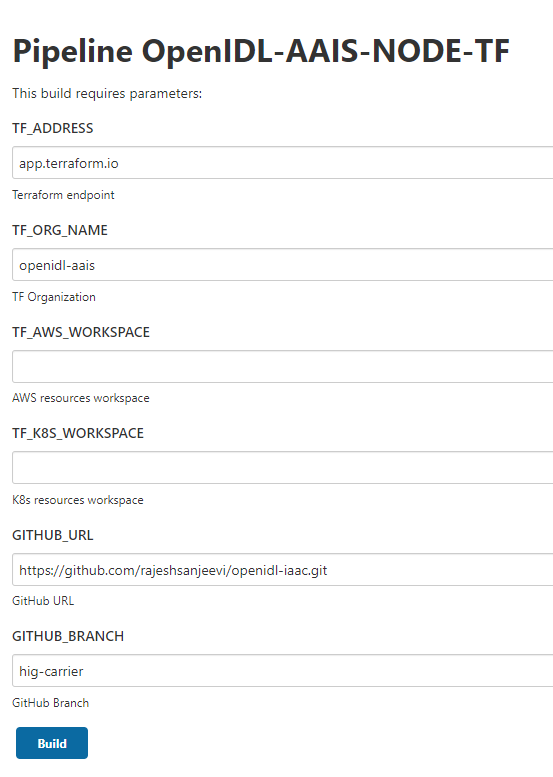 Pipeline OpenIDL-AAIS-NODE-TF
This build requires parameters:
TF_ADDRESS
app.terraform.io
Terraform endpoint
TF_ORG_NAME
openidl-aais
TF Organization
TF_AWS_WORKSPACE
AWS resources workspace
TF_K8S_WORKSPACE
K8s resources workspace
GITHUB_URL
https://github.com/rajeshsanjeevi/openidl-iaac.git
GitHub URL
GITHUB_BRANCH
hig-carrier
GitHub Branch
Build